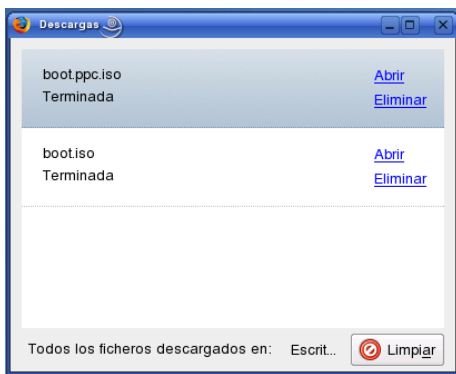 Descargas
boot.ppc.iso Abrir
Terminada Eliminar
boot.iso Abrir
Terminada Eliminar
Todos los ficheros descargados en: Escrit... Limpiar